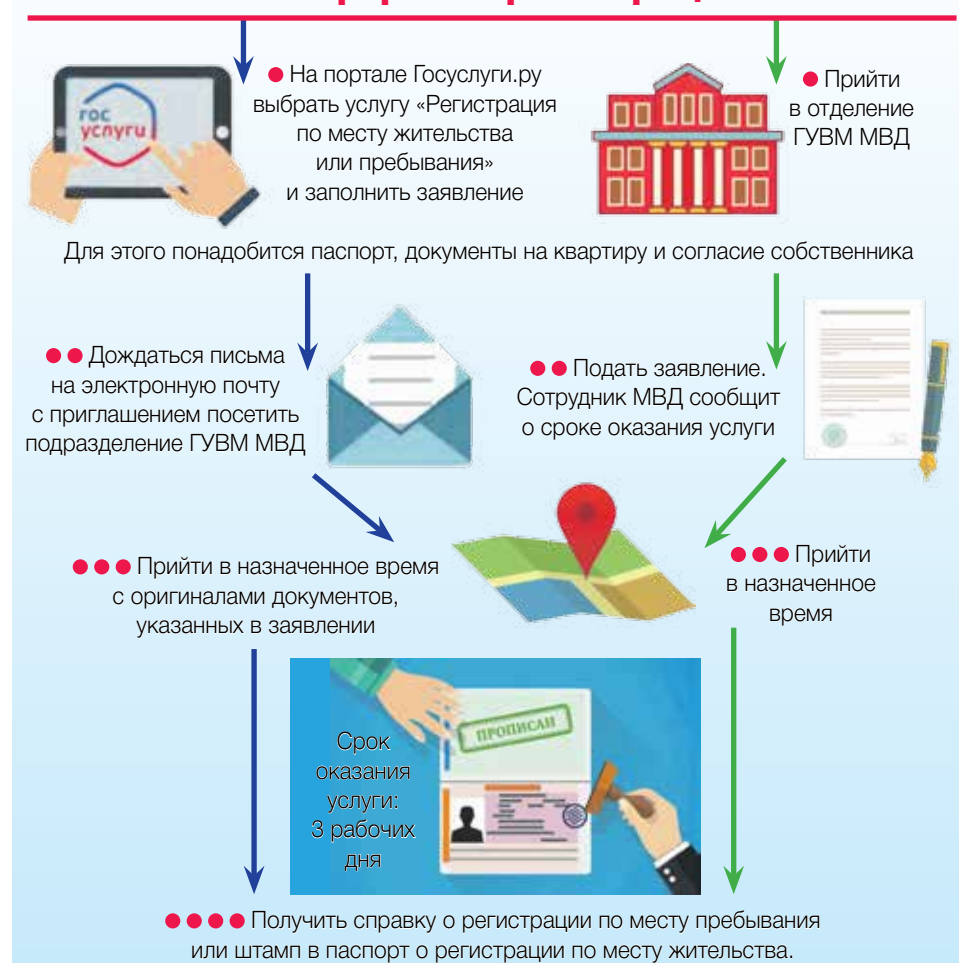 гос
услуги
● На портале Госуслуги.ру
выбрать услугу «Регистрация
по месту жительства
или пребывания»
и заполнить заявление
● Прийти
в отделение
ГУВМ МВД
Для этого понадобится паспорт, документы на квартиру и согласие собственника
●● Дождаться письма
на электронную почту
с приглашением посетить
подразделение ГУВМ МВД
●● Подать заявление.
Сотрудник МВД сообщит
о сроке оказания услуги
●●● Прийти в назначенное время
с оригиналами документов,
указанных в заявлении
●●● Прийти
в назначенное
время
Срок
оказания
услуги:
3 рабочих
дня
ПРОПИСАН
●●●● Получить справку о регистрации по месту пребывания
или штамп в паспорт о регистрации по месту жительства.